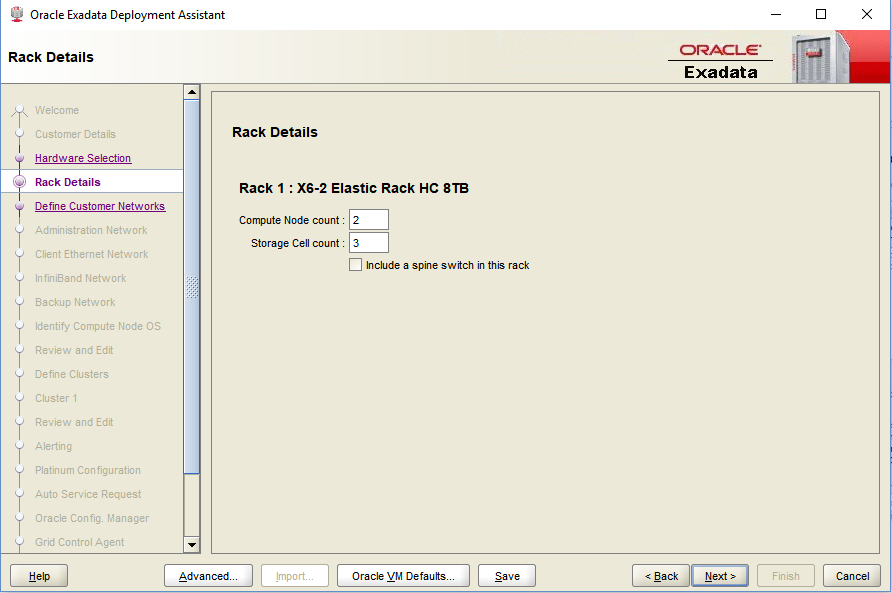 Oracle Exadata Deployment Assistant
Rack Details
ORACLE
Exadata
Welcome
Customer Details
Hardware Selection
Rack Details
Define Customer Networks
Administration Network
Client Ethernet Network
InfiniBand Network
Backup Network
Identify Compute Node OS
Review and Edit
Define Clusters
Cluster 1
Review and Edit
Alerting
Platinum Configuration
Auto Service Request
Oracle Config. Manager
Grid Control Agent
Rack Details
Rack 1 : X6-2 Elastic Rack HC 8TB
Compute Node count : 2
Storage Cell count : 3
Include a spine switch in this rack
Help Advanced... Import... Oracle VM Defaults... Save < Back Next > Finish Cancel